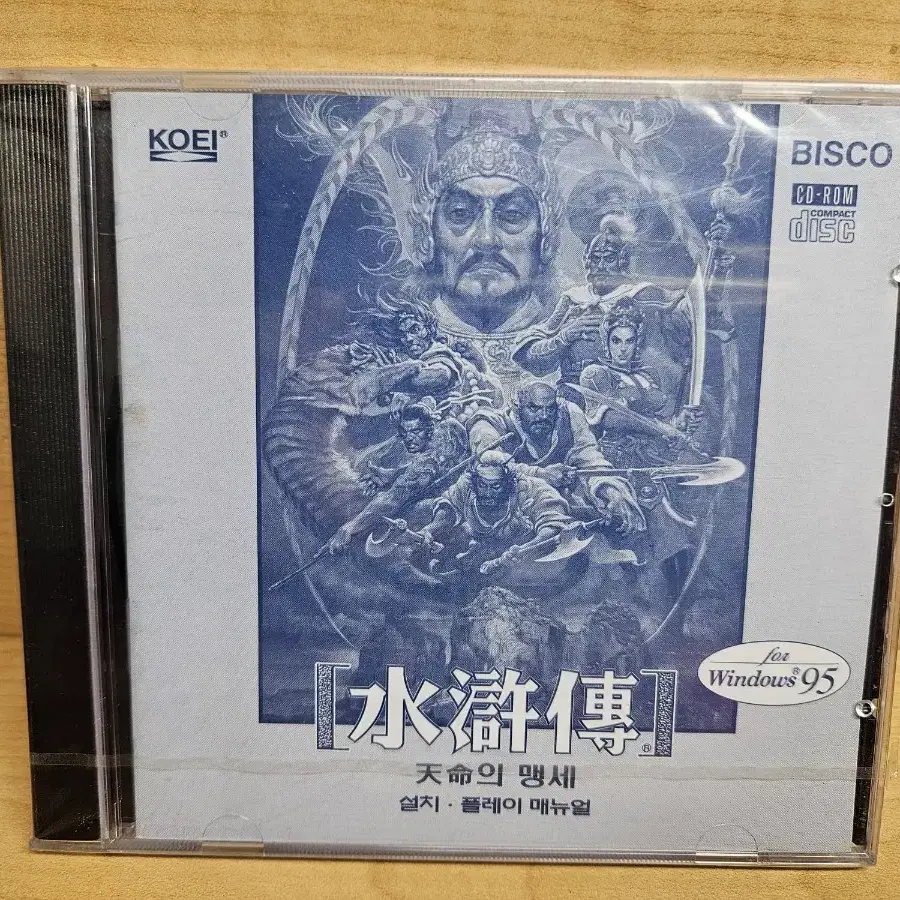 KOEI®
BISCO
CD-ROM
COMPACT
disc
for
Windows®95
[水滸傳]®
天命의 맹세
설치 · 플레이 매뉴얼